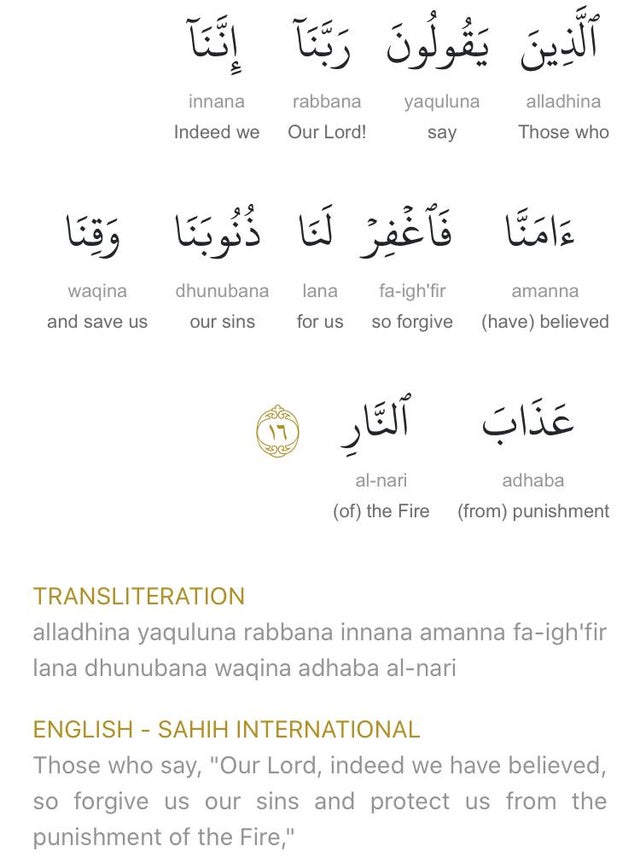 ٱلَّذِينَ يَقُولُونَ رَبَّنَآ إِنَّنَآ
alladhina yaquluna rabbana innana
Those who say Our Lord! Indeed we
ءَامَنَّا فَٱغۡفِرۡ لَنَا ذُنُوبَنَا وَقِنَا
amanna fa-igh'fir lana dhunubana waqina
(have) believed so forgive for us our sins and save us
عَذَابَ ٱلنَّارِ ١٦
adhaba al-nari
(from) punishment (of) the Fire
TRANSLITERATION
alladhina yaquluna rabbana innana amanna fa-igh'fir
lana dhunubana waqina adhaba al-nari
ENGLISH - SAHIH INTERNATIONAL
Those who say, "Our Lord, indeed we have believed,
so forgive us our sins and protect us from the
punishment of the Fire,"